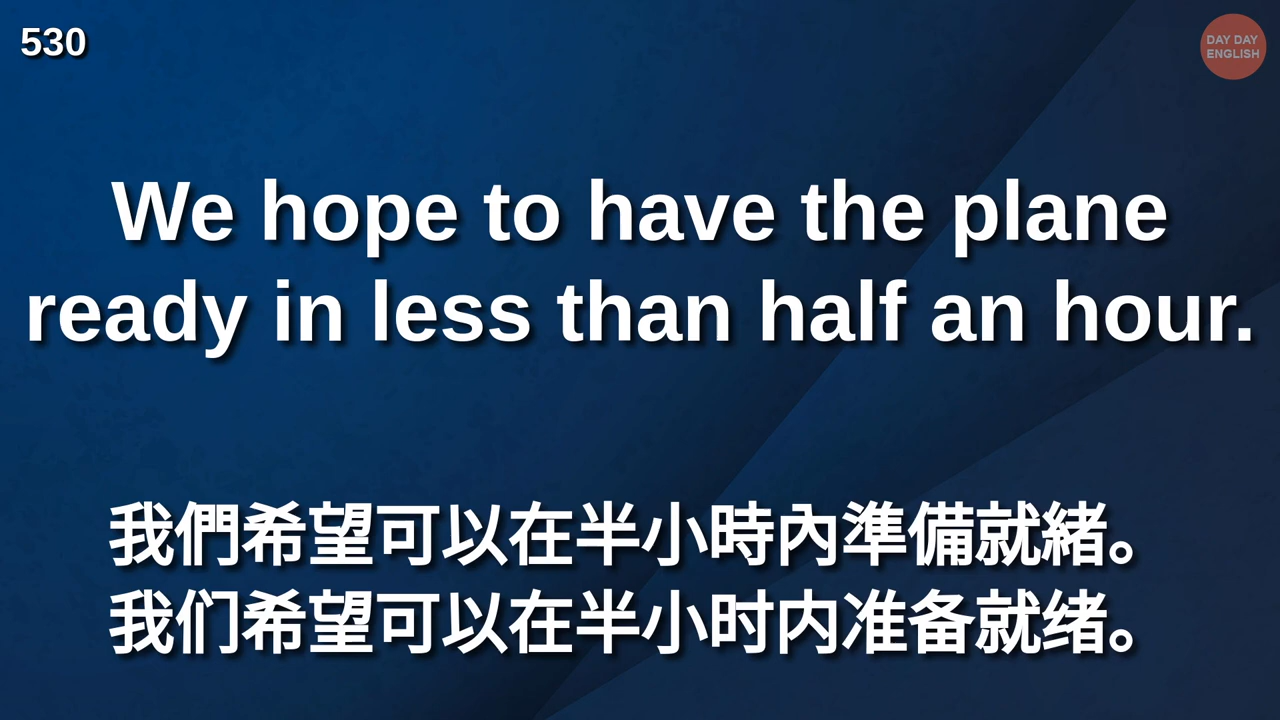 530
DAY DAY
ENGLISH
We hope to have the plane
ready in less than half an hour.
我們希望可以在半小時內準備就緒。
我们希望可以在半小时内准备就绪。